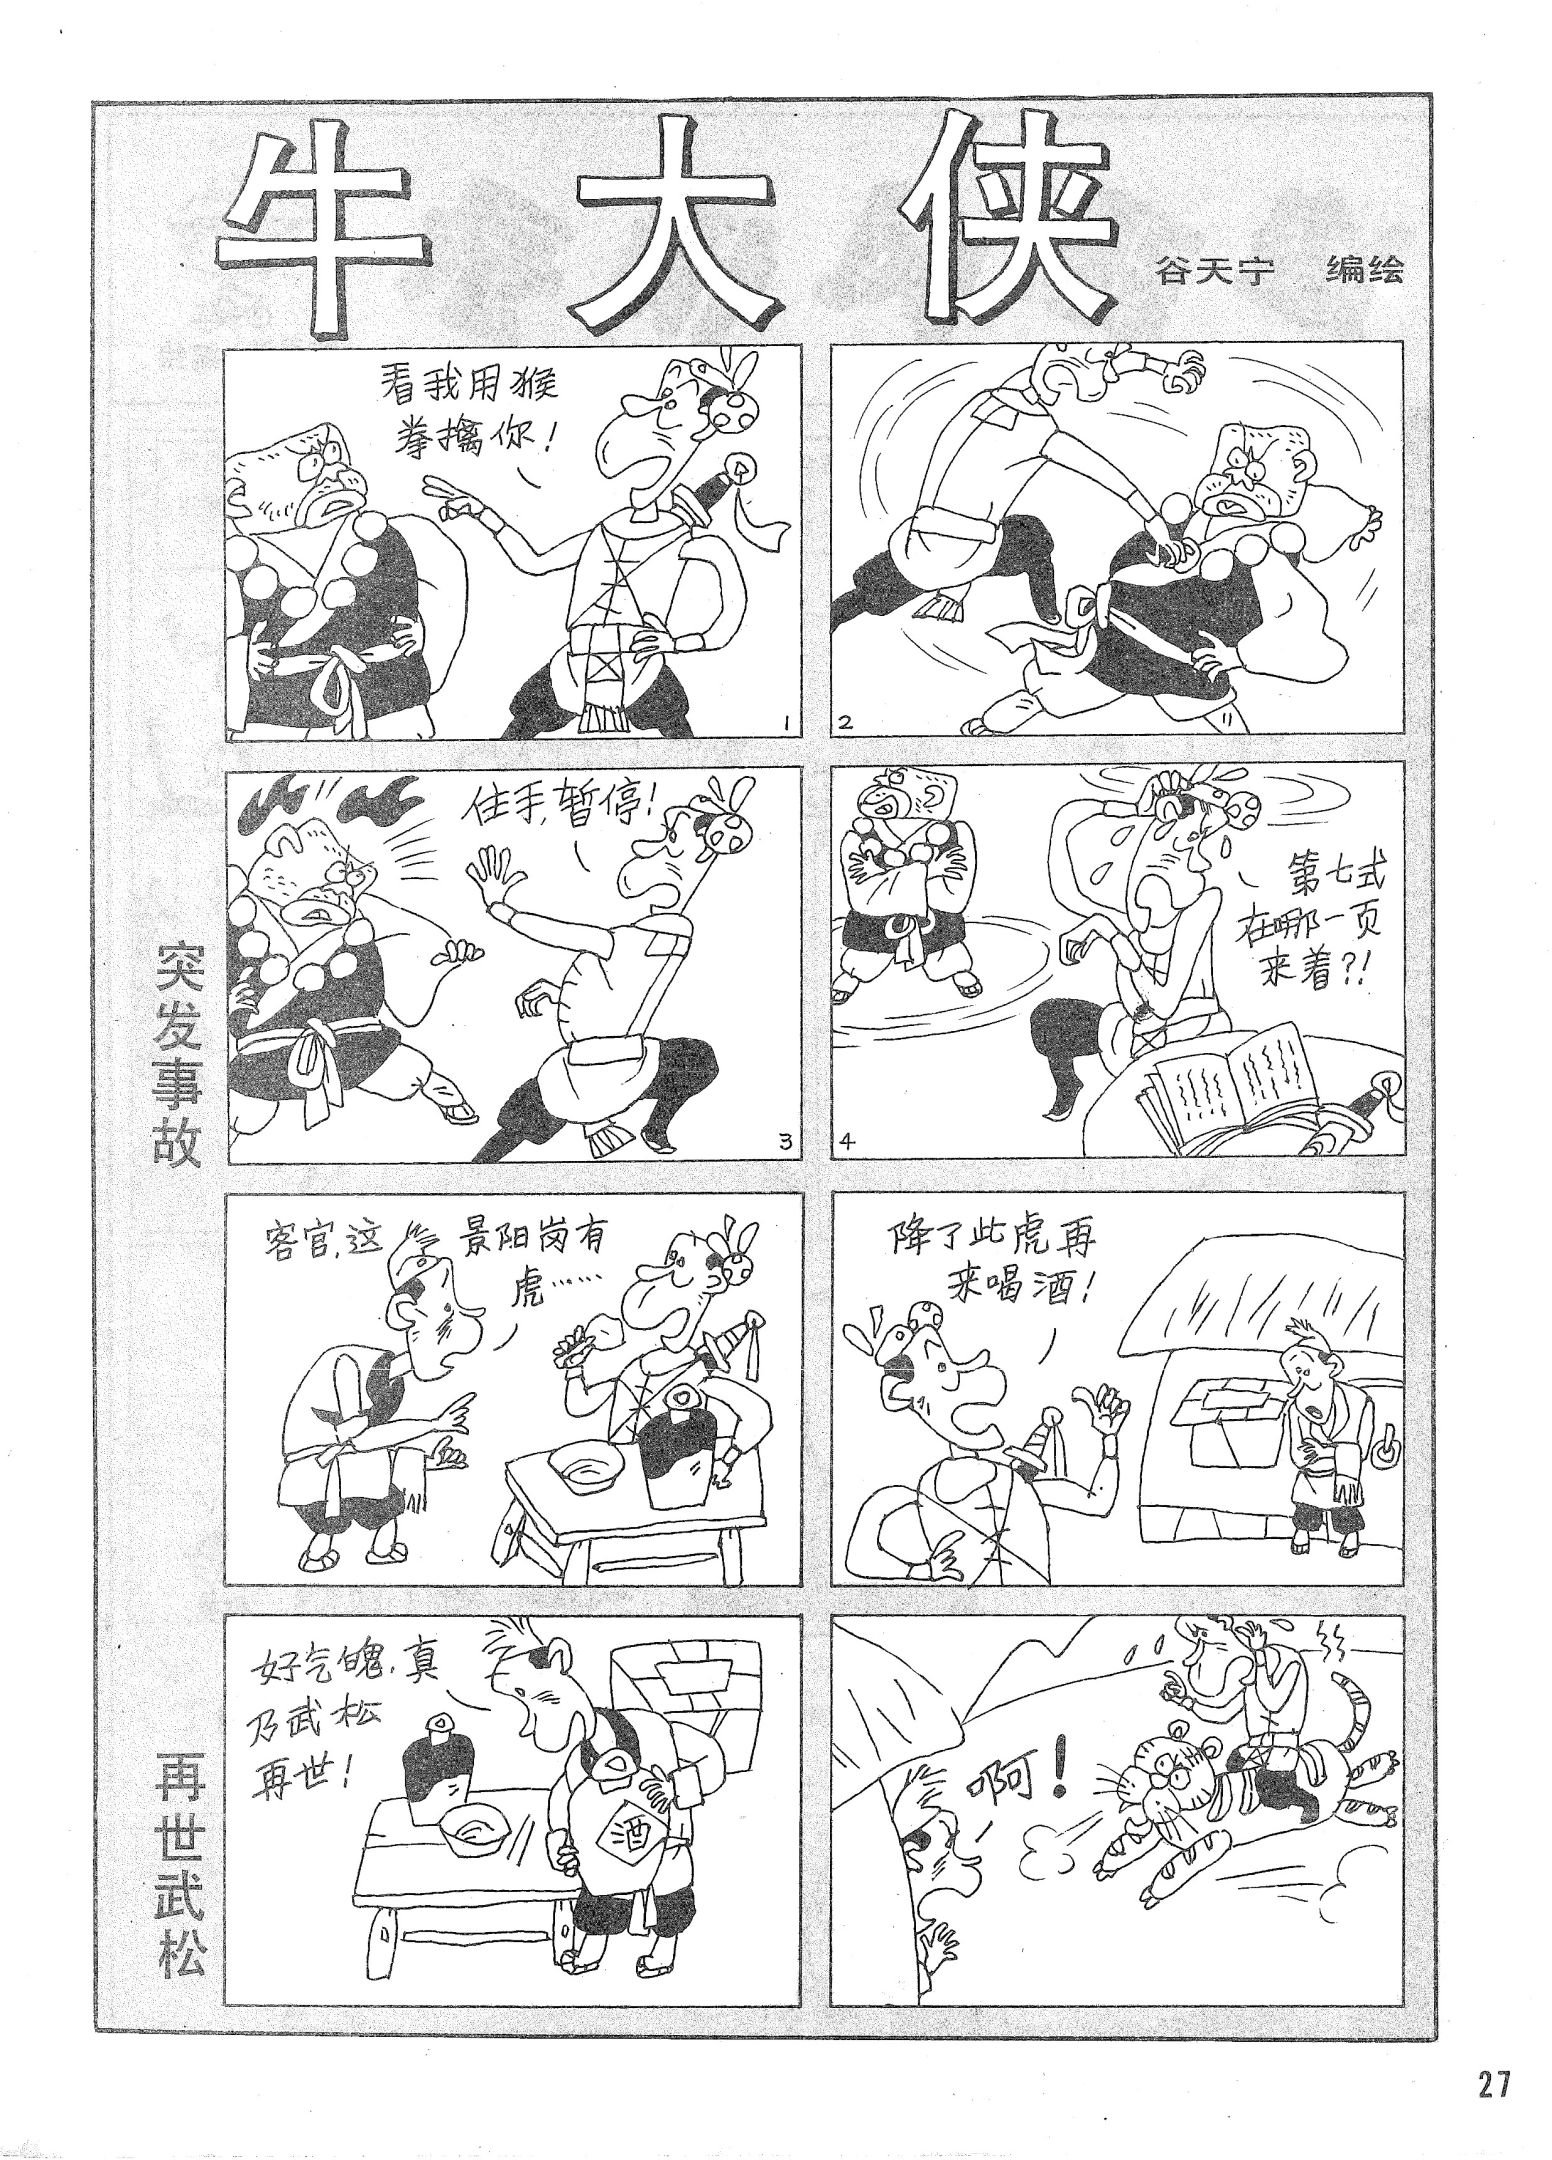 牛大侠
谷天宁 编绘
突发事故
看我用猴
拳擒你!
1
2
住手,暂停!
3
第七式
在哪一页
来着?!
4
再世武松
客官,这景阳岗有
虎……
降了此虎再
来喝酒!
好气魄,真
乃武松
再世!
酒
啊!
27